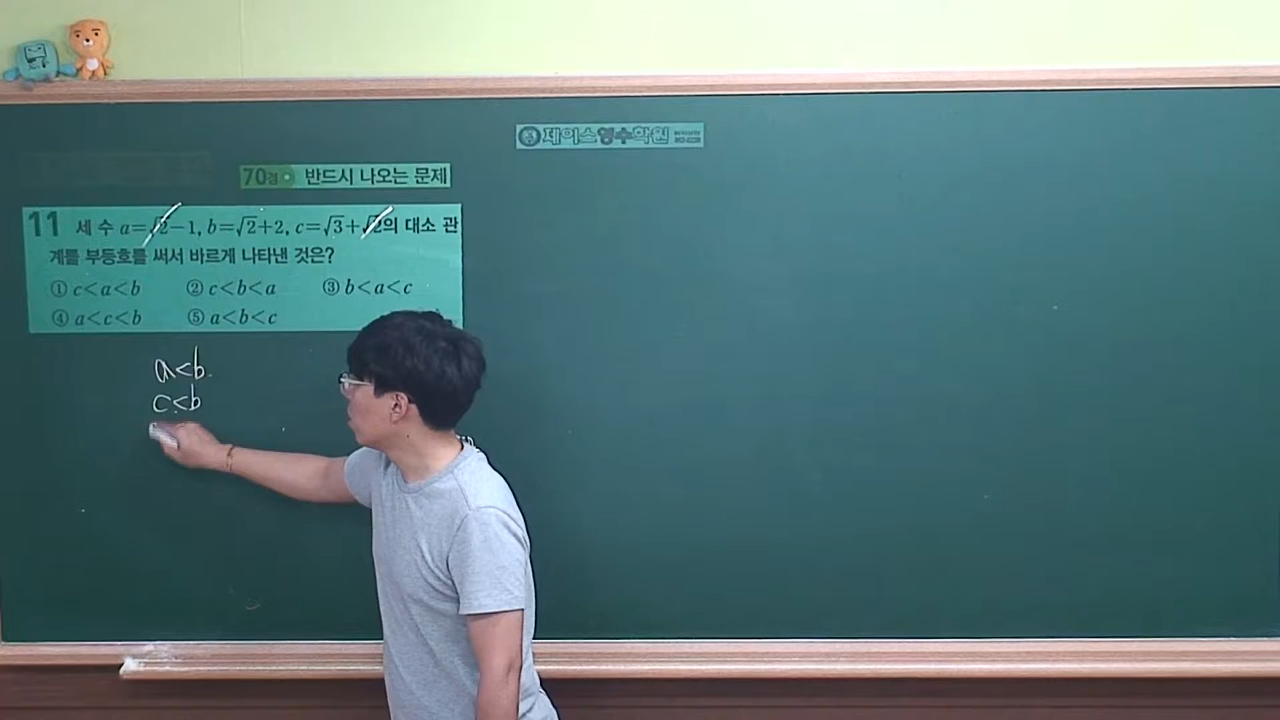 제이스영수학원
70점 반드시 나오는 문제
11 세 수 a=√2−1, b=√2+2, c=√3+√2의 대소 관
계를 부등호를 써서 바르게 나타낸 것은?
① c<a<b ② c<b<a ③ b<a<c
④ a<c<b ⑤ a<b<c
a<b.
c<b